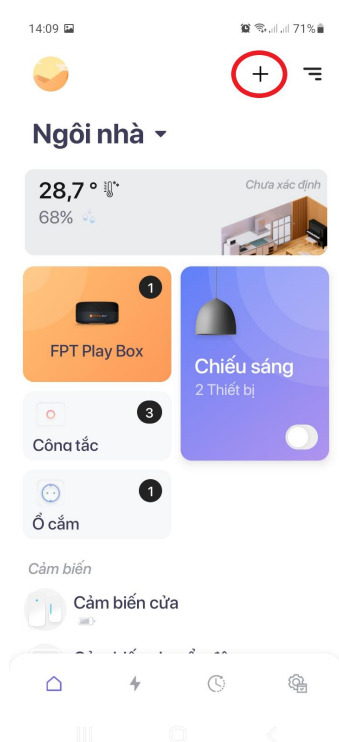 14:09 71%
Ngôi nhà
28,7 °
Chưa xác định
68%
1
FPT Play Box
Chiếu sáng
2 Thiết bị
3
Công tắc
1
Ổ cắm
Cảm biến
Cảm biến cửa